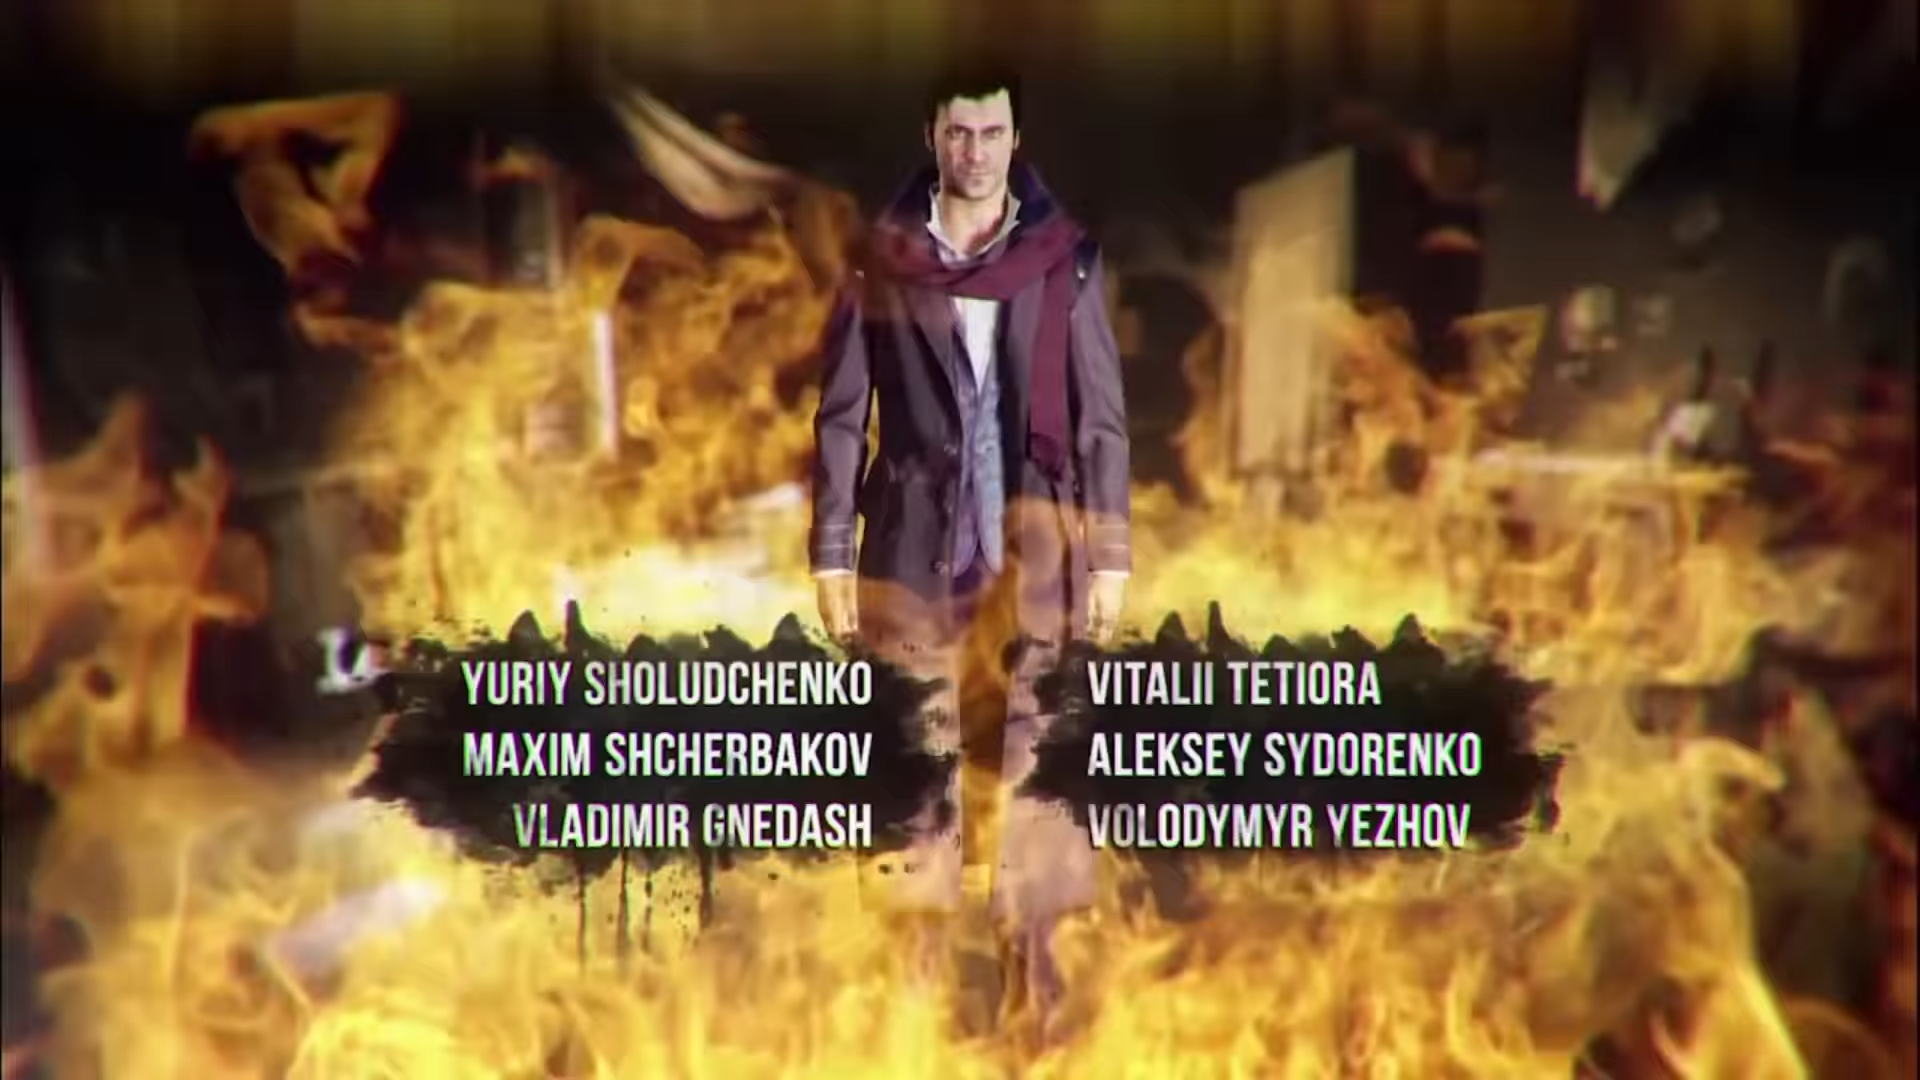 YURIY SHOLUDCHENKO
MAXIM SHCHERBAKOV
VLADIMIR GNEDASH
VITALII TETIORA
ALEKSEY SYDORENKO
VOLODYMYR YEZHOV